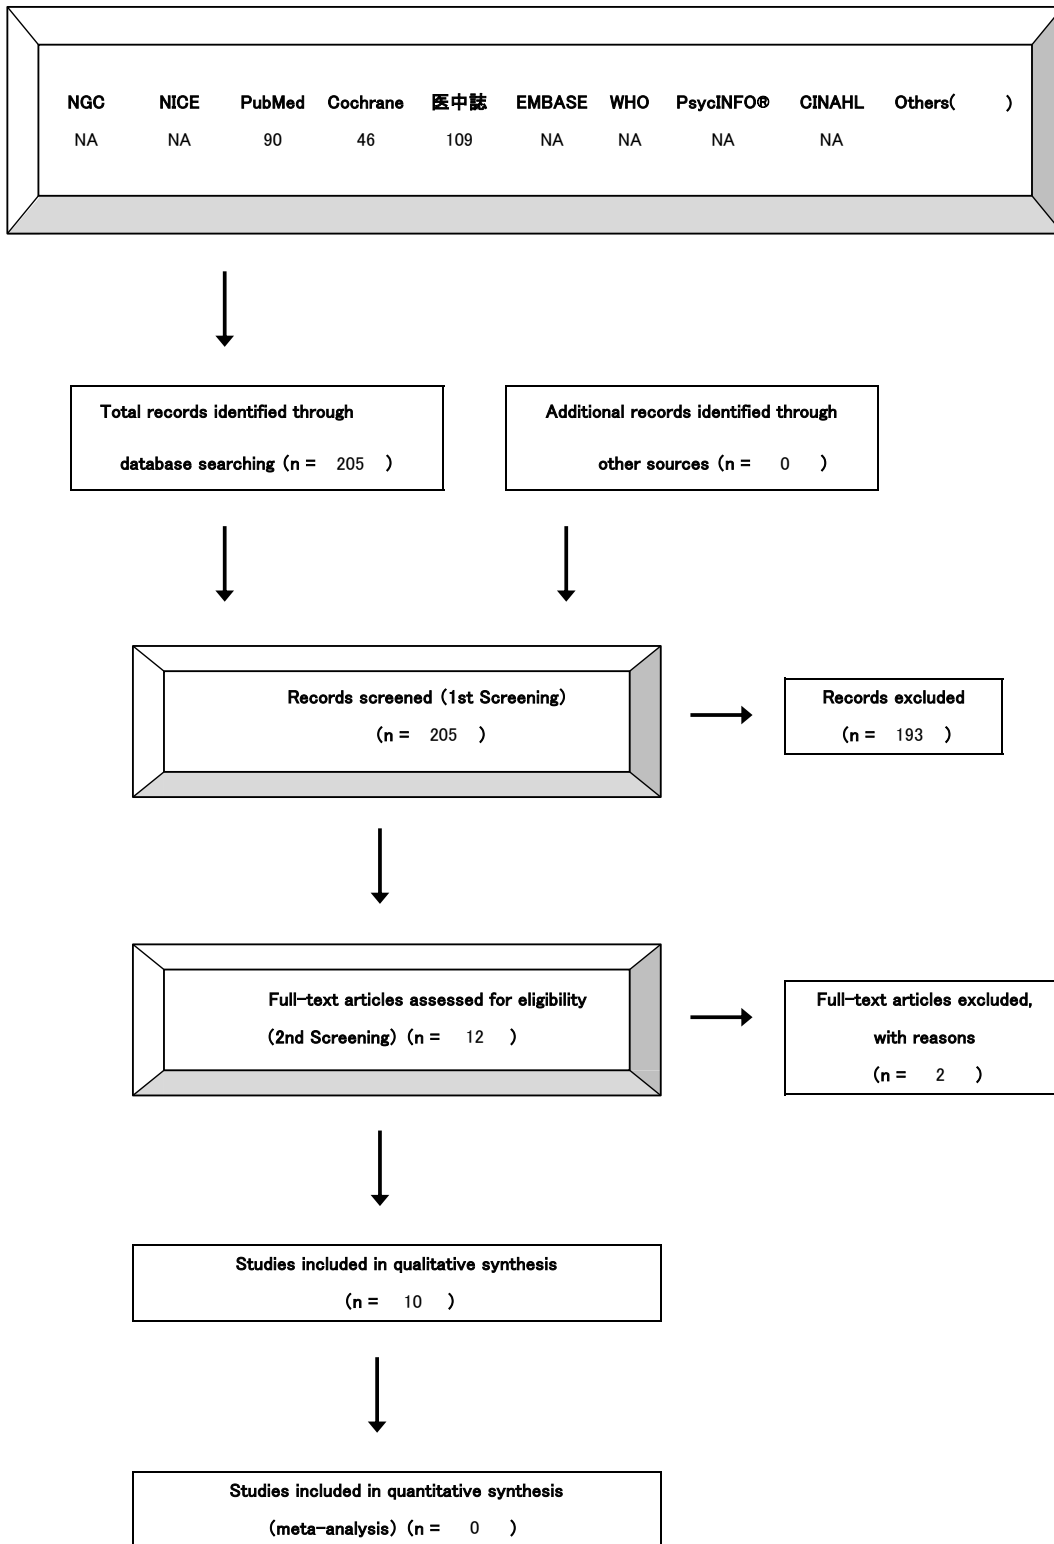 NGC NICE PubMed Cochrane 医中誌 EMBASE WHO PsycINFO® CINAHL Others( )
NA NA 90 46 109 NA NA NA NA
Total records identified through
database searching (n = 205 )
Additional records identified through
other sources (n = 0 )
Records screened (1st Screening)
(n = 205 )
Records excluded
(n = 193 )
Full-text articles assessed for eligibility
(2nd Screening) (n = 12 )
Full-text articles excluded,
with reasons
(n = 2 )
Studies included in qualitative synthesis
(n = 10 )
Studies included in quantitative synthesis
(meta-analysis) (n = 0 )